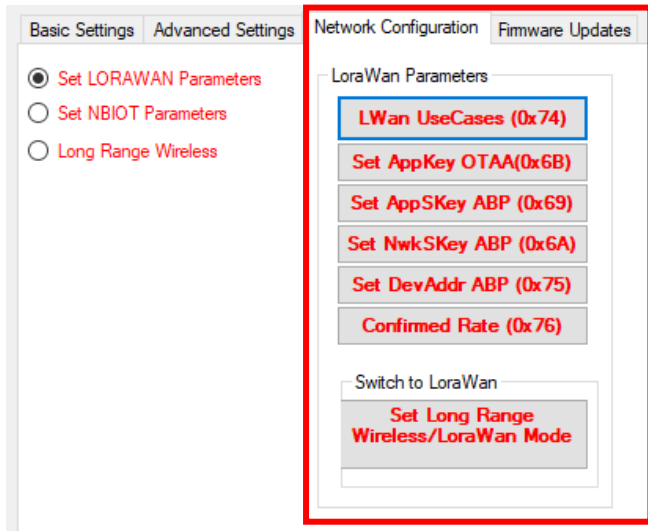 Basic Settings Advanced Settings Network Configuration Firmware Updates
Set LORAWAN Parameters
Set NBIOT Parameters
Long Range Wireless
LoraWan Parameters
LWan UseCases (0x74)
Set AppKey OTAA(0x6B)
Set AppSKey ABP (0x69)
Set NwkSKey ABP (0x6A)
Set DevAddr ABP (0x75)
Confirmed Rate (0x76)
Switch to LoraWan
Set Long Range
Wireless/LoraWan Mode